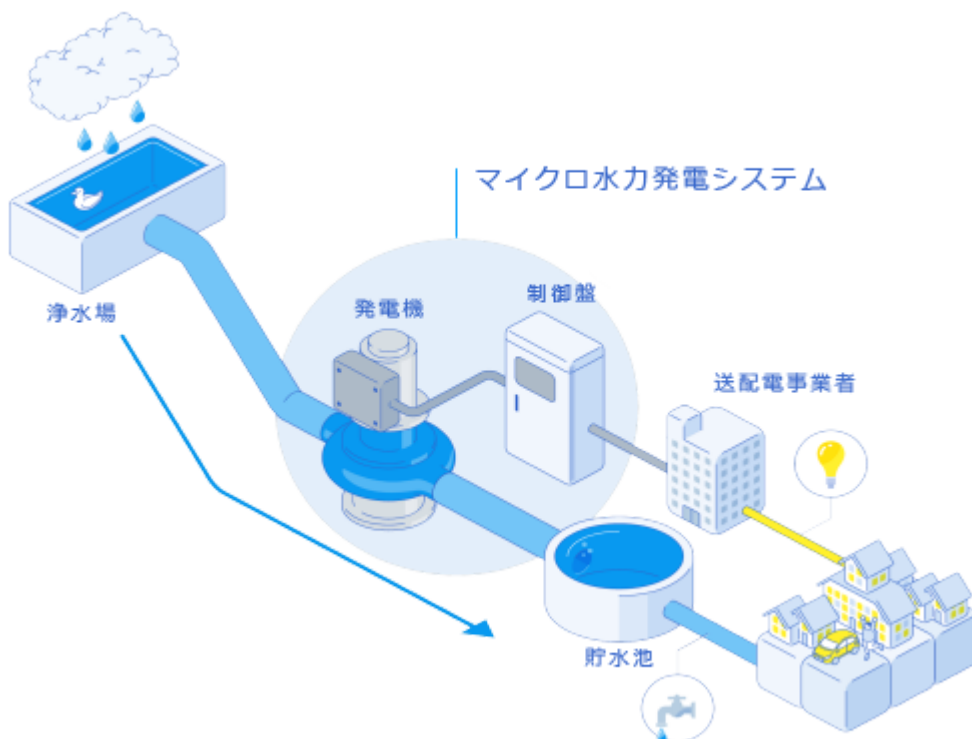 マイクロ水力発電システム
浄水場
発電機
制御盤
送配電事業者
貯水池